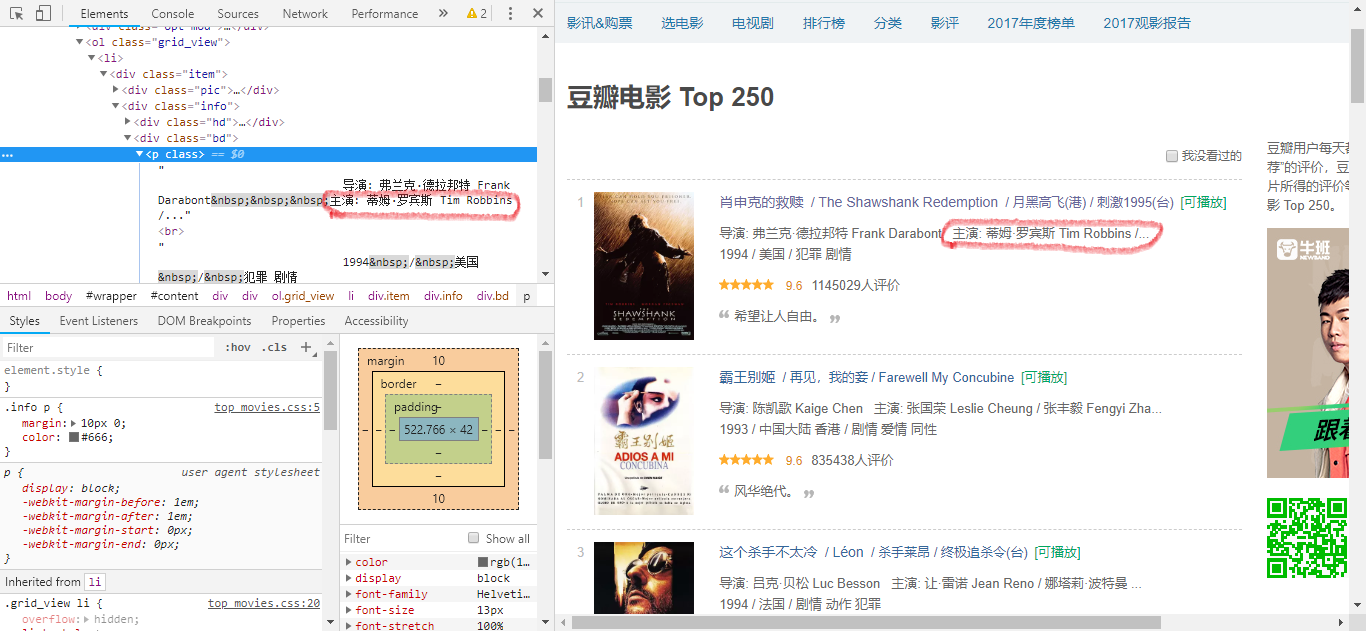 Elements Console Sources Network Performance » 2
<div class="opt mod">…</div>
▼<ol class="grid_view">
▼<li>
▼<div class="item">
▶<div class="pic">…</div>
▼<div class="info">
▶<div class="hd">…</div>
▼<div class="bd">
… ▼<p class> == $0
"
导演: 弗兰克·德拉邦特 Frank
Darabont&nbsp;&nbsp;&nbsp;主演: 蒂姆·罗宾斯 Tim Robbins
/..."
<br>
"
1994&nbsp;/&nbsp;美国
&nbsp;/&nbsp;犯罪 剧情
html body #wrapper #content div div ol.grid_view li div.item div.info div.bd p
Styles Event Listeners DOM Breakpoints Properties Accessibility
Filter :hov .cls +
element.style {
}
.info p { top_movies.css:5
margin:▶ 10px 0;
color: #666;
}
p { user agent stylesheet
display: block;
-webkit-margin-before: 1em;
-webkit-margin-after: 1em;
-webkit-margin-start: 0px;
-webkit-margin-end: 0px;
}
Inherited from li
.grid_view li { top_movies.css:20
overflow:▶ hidden;
margin 10
border –
padding-
– – – 522.766 × 42 – – –
–
–
10
Filter Show all
▶ color rgb(1…
▶ display block
▶ font-family Helveti…
▶ font-size 13px
▶ font-stretch 100%
影讯&购票 选电影 电视剧 排行榜 分类 影评 2017年度榜单 2017观影报告
豆瓣电影 Top 250
我没看过的
1
肖申克的救赎 / The Shawshank Redemption / 月黑高飞(港) / 刺激1995(台) [可播放]
导演: 弗兰克·德拉邦特 Frank Darabont 主演: 蒂姆·罗宾斯 Tim Robbins /...
1994 / 美国 / 犯罪 剧情
9.6 1145029人评价
“ 希望让人自由。 ”
SHAWSHANK
REDEMPTION
2
霸王别姬 / 再见，我的妾 / Farewell My Concubine [可播放]
导演: 陈凯歌 Kaige Chen 主演: 张国荣 Leslie Cheung / 张丰毅 Fengyi Zha...
1993 / 中国大陆 香港 / 剧情 爱情 同性
9.6 835438人评价
“ 风华绝代。 ”
霸王别姬
ADIOS A MI
CONCUBINA
3
这个杀手不太冷 / Léon / 杀手莱昂 / 终极追杀令(台) [可播放]
导演: 吕克·贝松 Luc Besson 主演: 让·雷诺 Jean Reno / 娜塔莉·波特曼 ...
1994 / 法国 / 剧情 动作 犯罪
豆瓣用户每天
荐”的评价，豆
片所得的评价
影 Top 250。
牛班
NEWBAND
跟着